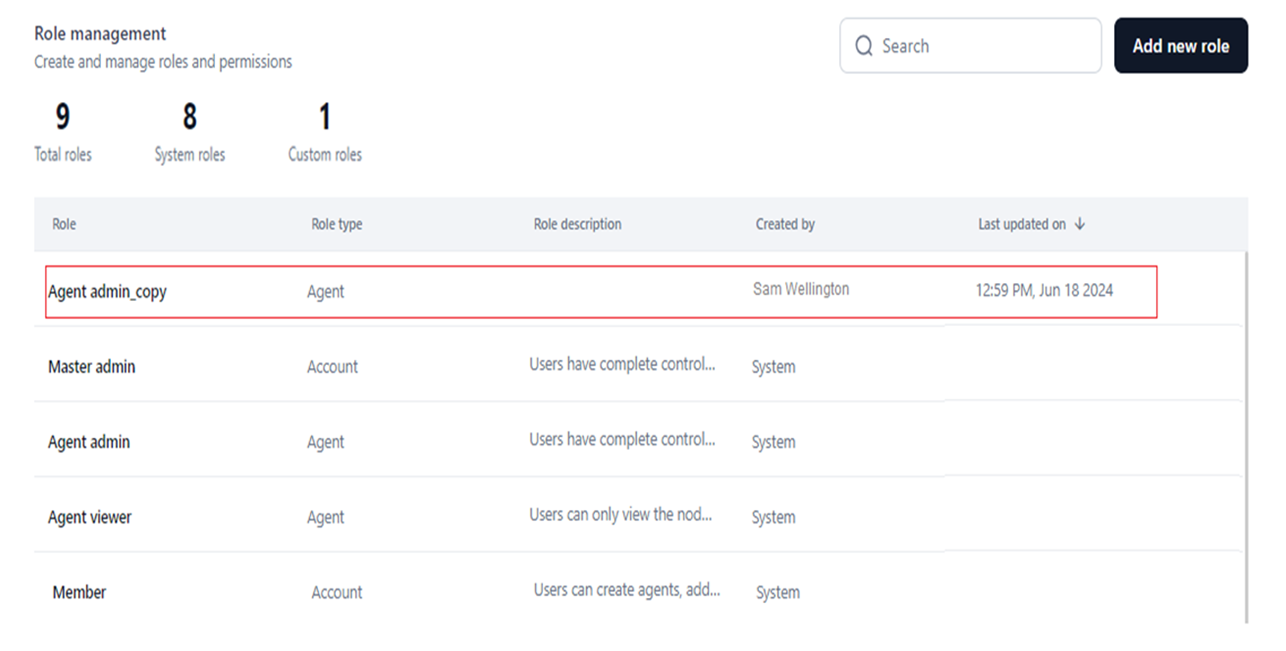 Role management
Create and manage roles and permissions
Search
Add new role
9 8 1
Total roles System roles Custom roles
Role Role type Role description Created by Last updated on
Agent admin_copy Agent Sam Wellington 12:59 PM, Jun 18 2024
Master admin Account Users have complete control... System
Agent admin Agent Users have complete control... System
Agent viewer Agent Users can only view the nod... System
Member Account Users can create agents, add... System